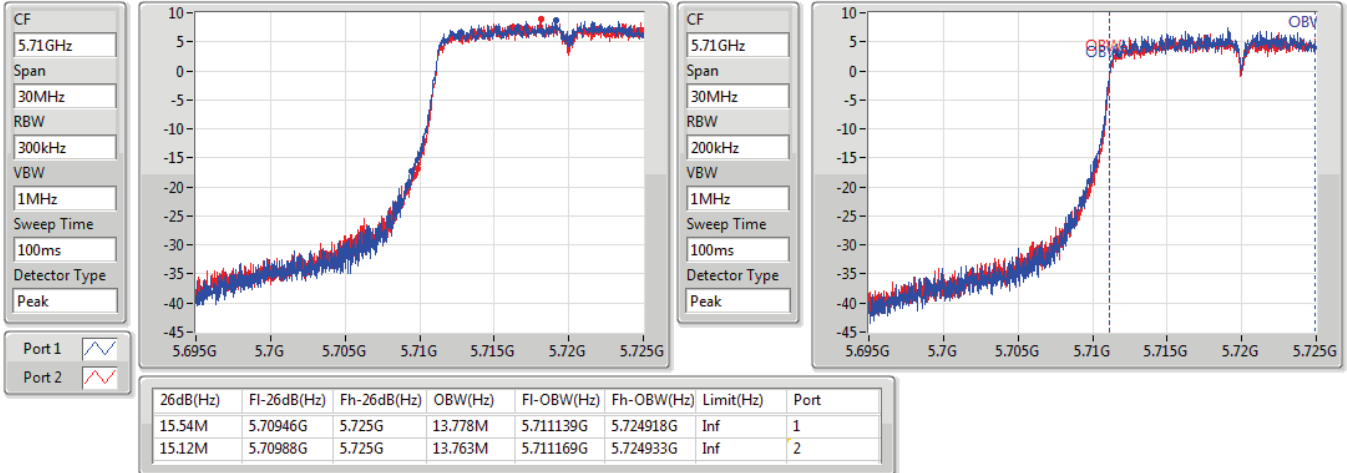 CF
5.71GHz
Span
30MHz
RBW
300kHz
VBW
1MHz
Sweep Time
100ms
Detector Type
Peak
Port 1
Port 2
10
5
0
-5
-10
-15
-20
-25
-30
-35
-40
-45
5.695G 5.7G 5.705G 5.71G 5.715G 5.72G 5.725G
CF
5.71GHz
Span
30MHz
RBW
200kHz
VBW
1MHz
Sweep Time
100ms
Detector Type
Peak
10
5
0
-5
-10
-15
-20
-25
-30
-35
-40
-45
OBW
OBW
OBW
5.695G 5.7G 5.705G 5.71G 5.715G 5.72G 5.725G
26dB(Hz) Fl-26dB(Hz) Fh-26dB(Hz) OBW(Hz) Fl-OBW(Hz) Fh-OBW(Hz) Limit(Hz) Port
15.54M 5.70946G 5.725G 13.778M 5.711139G 5.724918G Inf 1
15.12M 5.70988G 5.725G 13.763M 5.711169G 5.724933G Inf 2